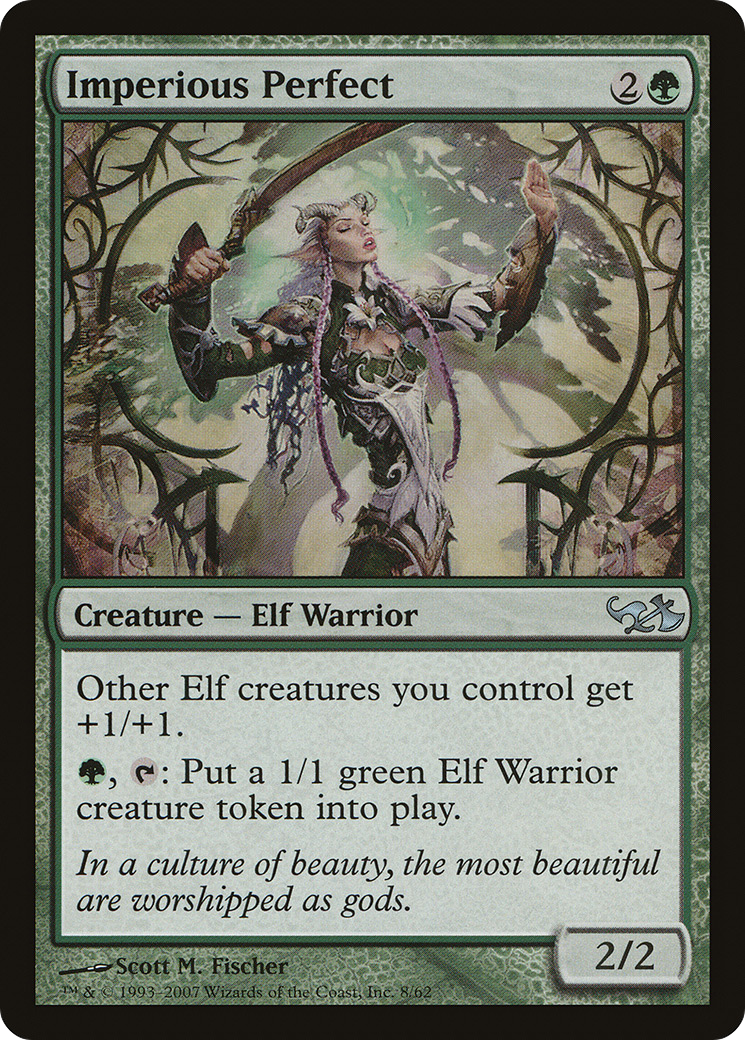 Imperious Perfect 2
Creature — Elf Warrior
Other Elf creatures you control get
+1/+1.
, : Put a 1/1 green Elf Warrior
creature token into play.
In a culture of beauty, the most beautiful
are worshipped as gods.
2/2
Scott M. Fischer
™ & © 1993–2007 Wizards of the Coast, Inc. 8/62